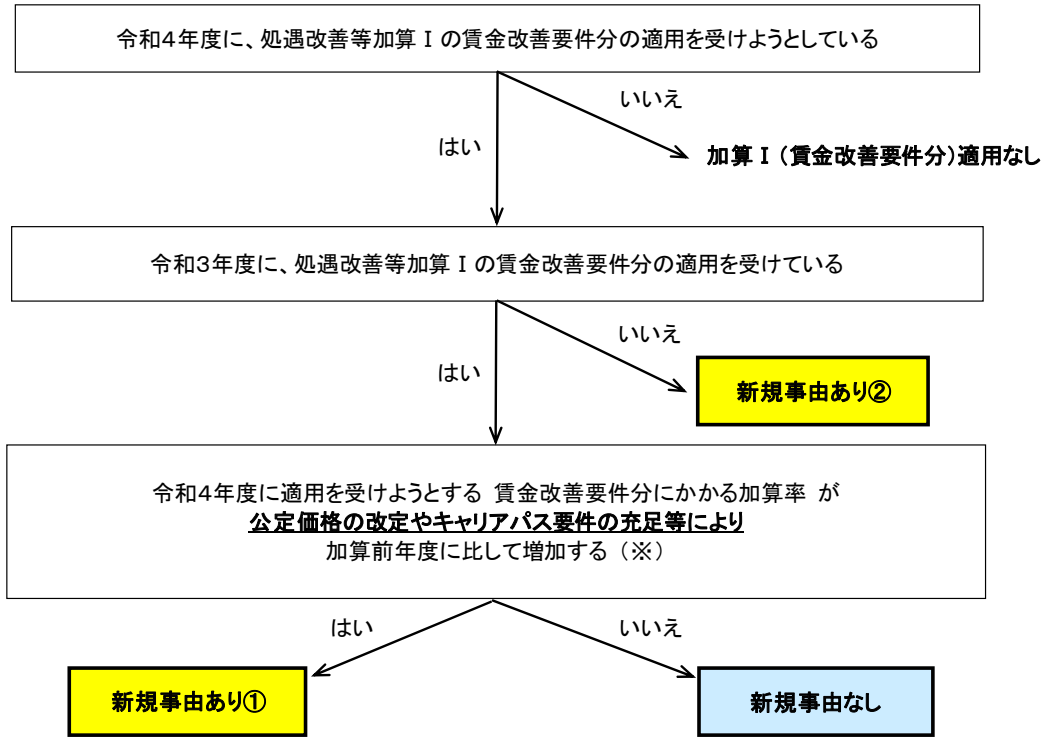 令和４年度に、処遇改善等加算Ⅰの賃金改善要件分の適用を受けようとしている
いいえ
はい
加算Ⅰ（賃金改善要件分）適用なし
令和３年度に、処遇改善等加算Ⅰの賃金改善要件分の適用を受けている
いいえ
はい
新規事由あり②
令和４年度に適用を受けようとする 賃金改善要件分にかかる加算率 が
公定価格の改定やキャリアパス要件の充足等により
加算前年度に比して増加する（※）
はい
いいえ
新規事由あり①
新規事由なし